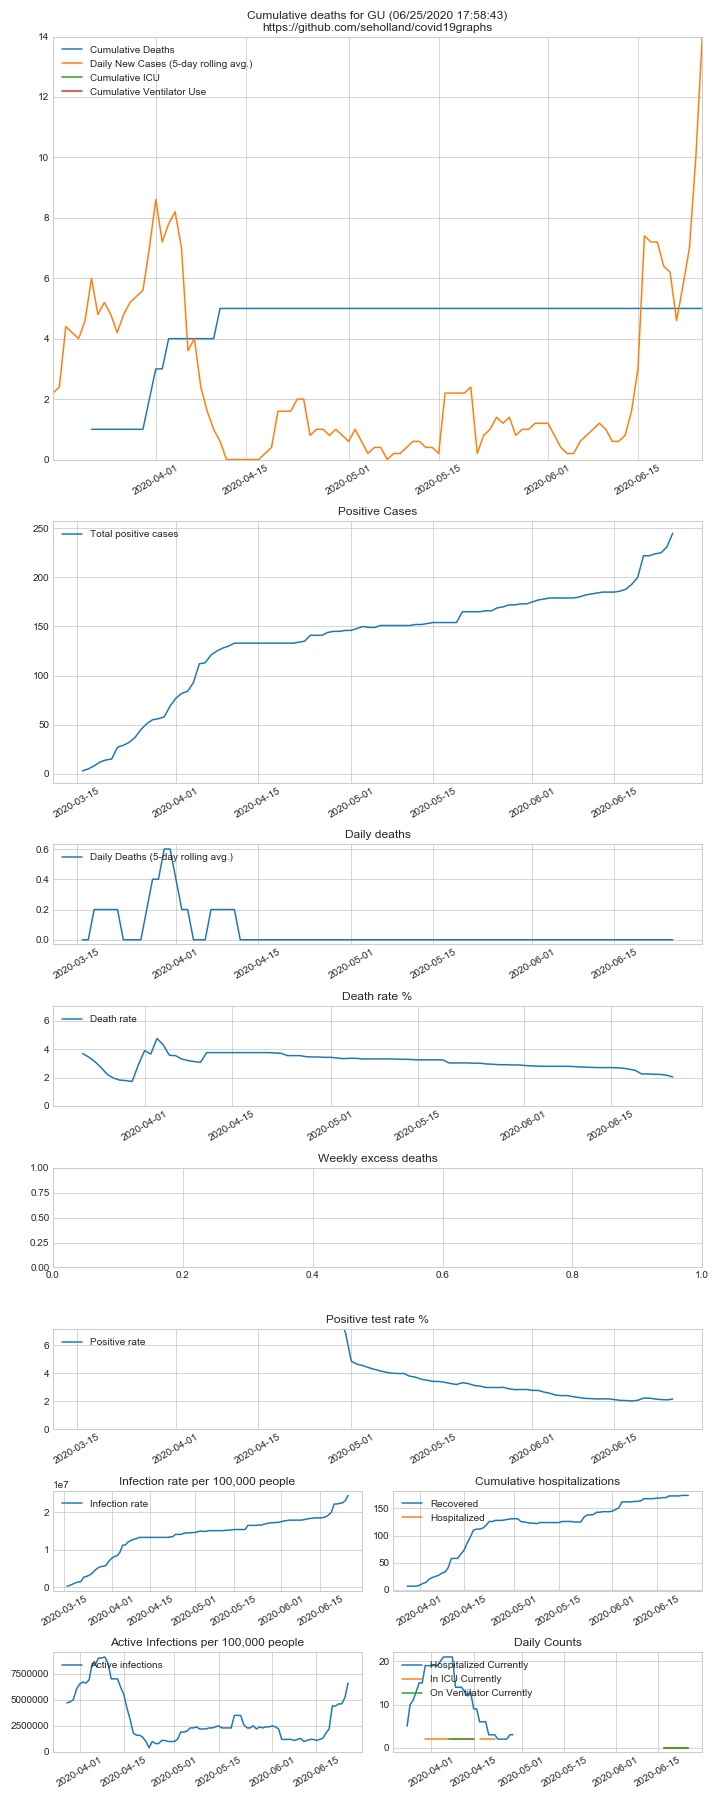 Cumulative deaths for GU (06/25/2020 17:58:43)
https://github.com/seholland/covid19graphs
Cumulative Deaths
Daily New Cases (5-day rolling avg.)
Cumulative ICU
Cumulative Ventilator Use
14
12
10
8
6
4
2
0
2020-04-01 2020-04-15 2020-05-01 2020-05-15 2020-06-01 2020-06-15
Positive Cases
Total positive cases
250
200
150
100
50
0
2020-03-15 2020-04-01 2020-04-15 2020-05-01 2020-05-15 2020-06-01 2020-06-15
Daily deaths
Daily Deaths (5-day rolling avg.)
0.6
0.4
0.2
0.0
2020-03-15 2020-04-01 2020-04-15 2020-05-01 2020-05-15 2020-06-01 2020-06-15
Death rate %
Death rate
6
4
2
0
2020-04-01 2020-04-15 2020-05-01 2020-05-15 2020-06-01 2020-06-15
Weekly excess deaths
1.00
0.75
0.50
0.25
0.00
0.0 0.2 0.4 0.6 0.8 1.0
Positive test rate %
Positive rate
6
4
2
0
2020-03-15 2020-04-01 2020-04-15 2020-05-01 2020-05-15 2020-06-01 2020-06-15
Infection rate per 100,000 people
1e7
Infection rate
2
1
0
2020-03-15 2020-04-01 2020-04-15 2020-05-01 2020-05-15 2020-06-01 2020-06-15
Cumulative hospitalizations
Recovered
Hospitalized
150
100
50
0
2020-04-01 2020-04-15 2020-05-01 2020-05-15 2020-06-01 2020-06-15
Active Infections per 100,000 people
Active infections
7500000
5000000
2500000
0
2020-04-01 2020-04-15 2020-05-01 2020-05-15 2020-06-01 2020-06-15
Daily Counts
Hospitalized Currently
In ICU Currently
On Ventilator Currently
20
10
0
2020-04-01 2020-04-15 2020-05-01 2020-05-15 2020-06-01 2020-06-15